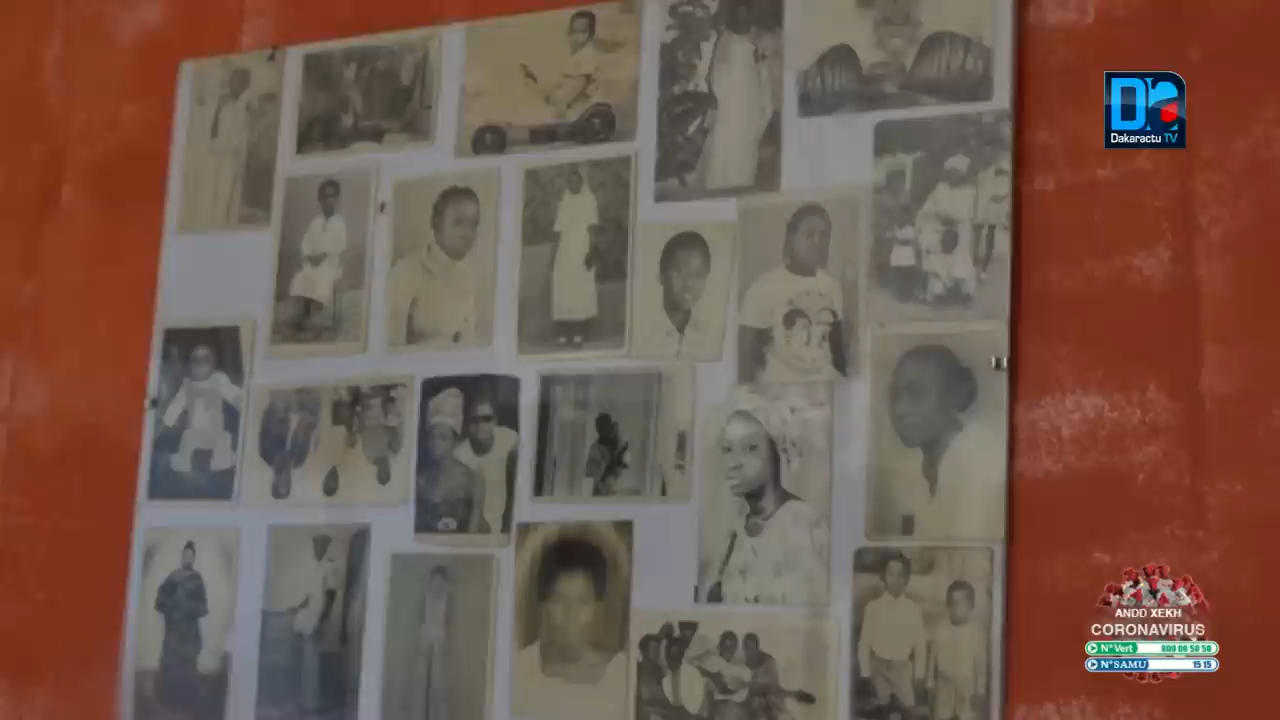 Dakaractu TV
ANDD XEKH
CORONAVIRUS
N°Vert 800 00 50 50
N°SAMU 15 15